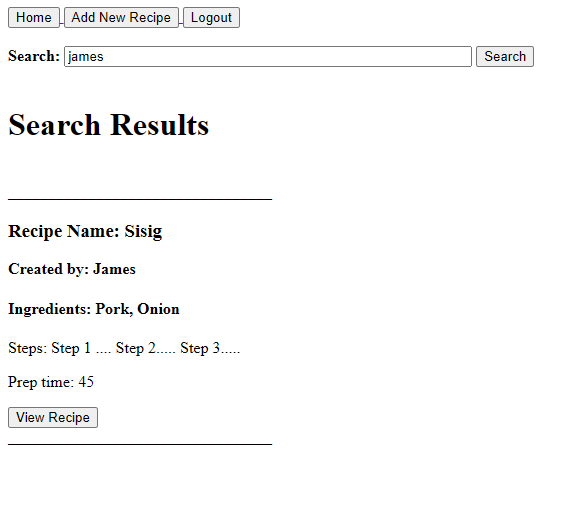 Home Add New Recipe Logout
Search: james Search
Search Results
Recipe Name: Sisig
Created by: James
Ingredients: Pork, Onion
Steps: Step 1 .... Step 2..... Step 3.....
Prep time: 45
View Recipe